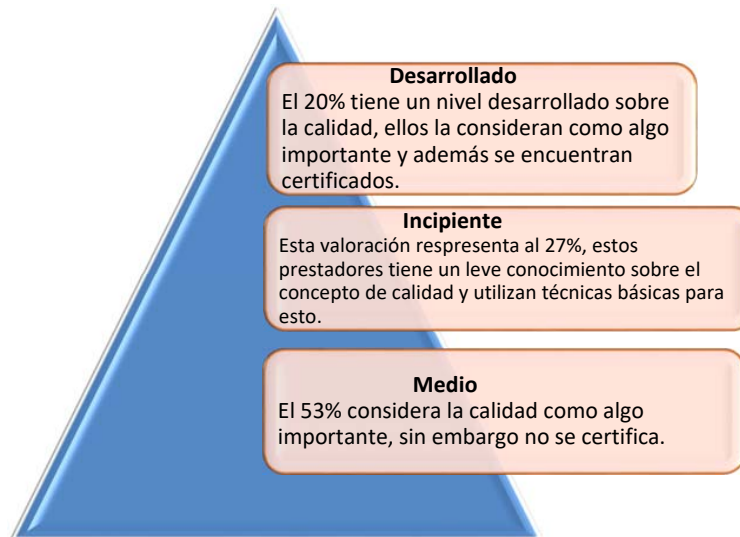 Desarrollado
El 20% tiene un nivel desarrollado sobre
la calidad, ellos la consideran como algo
importante y además se encuentran
certificados.
Incipiente
Esta valoración respresenta al 27%, estos
prestadores tiene un leve conocimiento sobre el
concepto de calidad y utilizan técnicas básicas para
esto.
Medio
El 53% considera la calidad como algo
importante, sin embargo no se certifica.